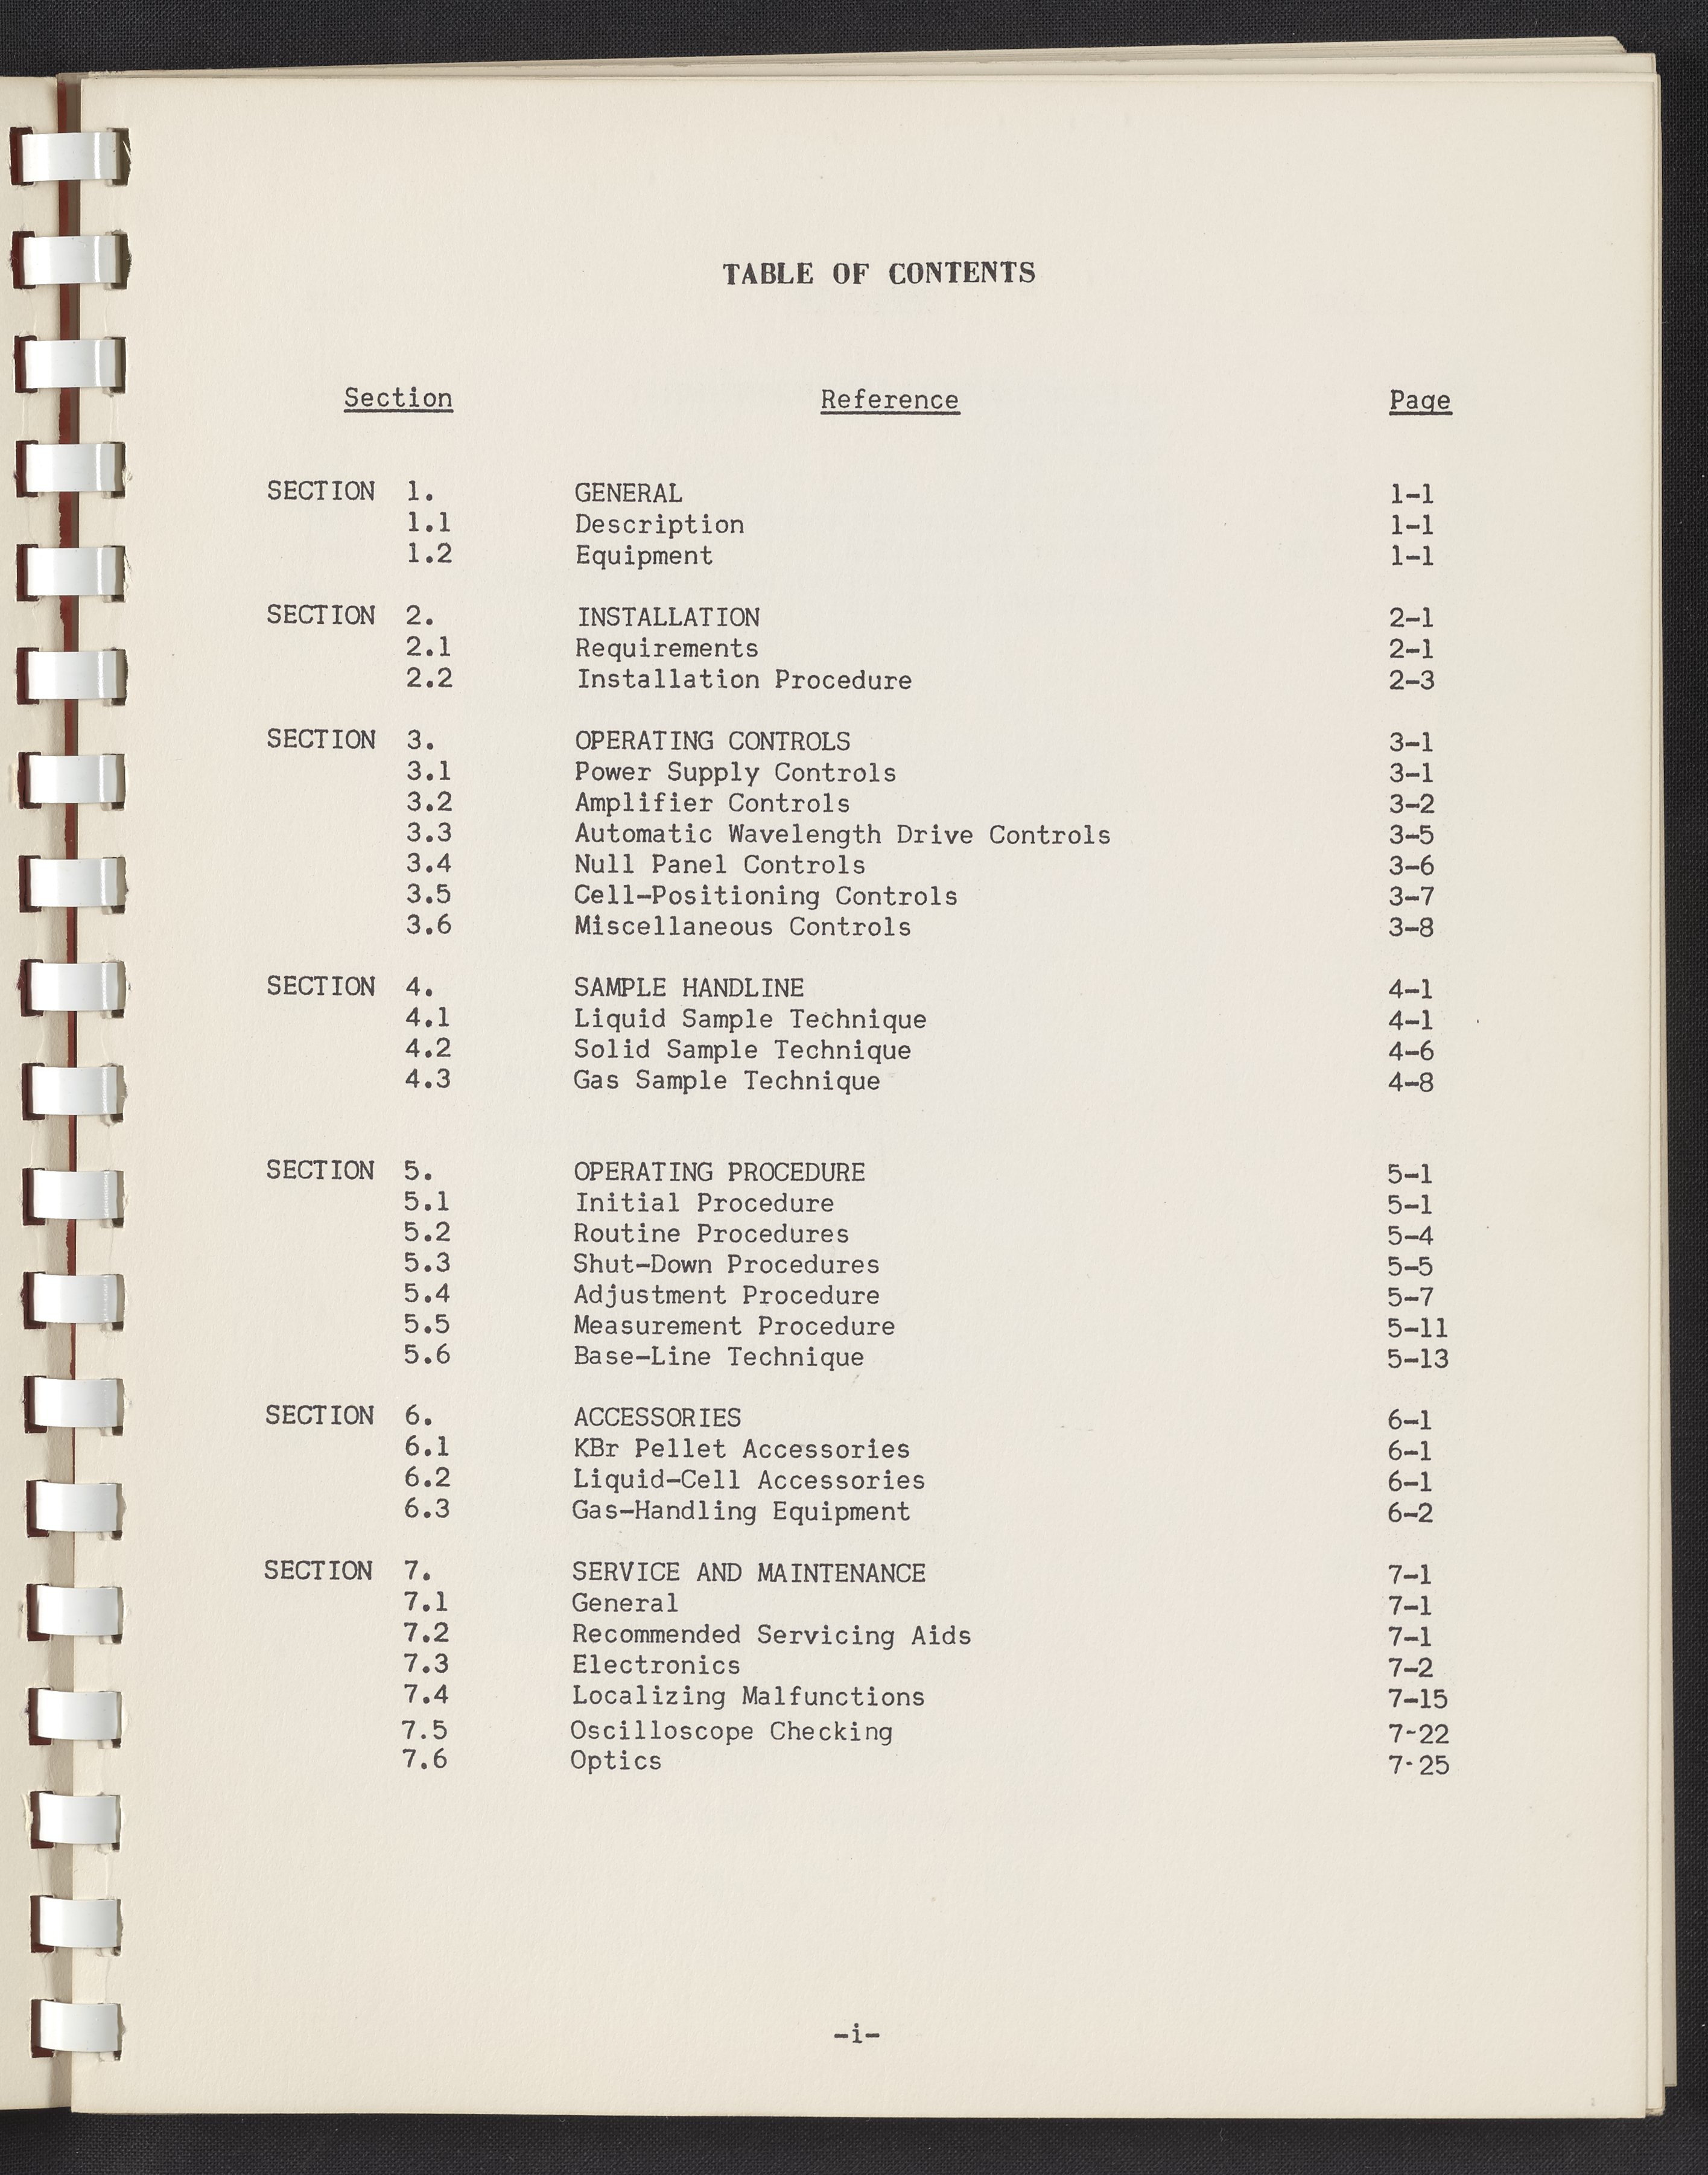 TABLE OF CONTENTS
Section Reference Page
SECTION 1. GENERAL 1-1
1.1 Description 1-1
1.2 Equipment 1-1
SECTION 2. INSTALLATION 2-1
2.1 Requirements 2-1
2.2 Installation Procedure 2-3
SECTION 3. OPERATING CONTROLS 3-1
3.1 Power Supply Controls 3-1
3.2 Amplifier Controls 3-2
3.3 Automatic Wavelength Drive Controls 3-5
3.4 Null Panel Controls 3-6
3.5 Cell-Positioning Controls 3-7
3.6 Miscellaneous Controls 3-8
SECTION 4. SAMPLE HANDLINE 4-1
4.1 Liquid Sample Technique 4-1
4.2 Solid Sample Technique 4-6
4.3 Gas Sample Technique 4-8
SECTION 5. OPERATING PROCEDURE 5-1
5.1 Initial Procedure 5-1
5.2 Routine Procedures 5-4
5.3 Shut-Down Procedures 5-5
5.4 Adjustment Procedure 5-7
5.5 Measurement Procedure 5-11
5.6 Base-Line Technique 5-13
SECTION 6. ACCESSORIES 6-1
6.1 KBr Pellet Accessories 6-1
6.2 Liquid-Cell Accessories 6-1
6.3 Gas-Handling Equipment 6-2
SECTION 7. SERVICE AND MAINTENANCE 7-1
7.1 General 7-1
7.2 Recommended Servicing Aids 7-1
7.3 Electronics 7-2
7.4 Localizing Malfunctions 7-15
7.5 Oscilloscope Checking 7-22
7.6 Optics 7-25
-i-